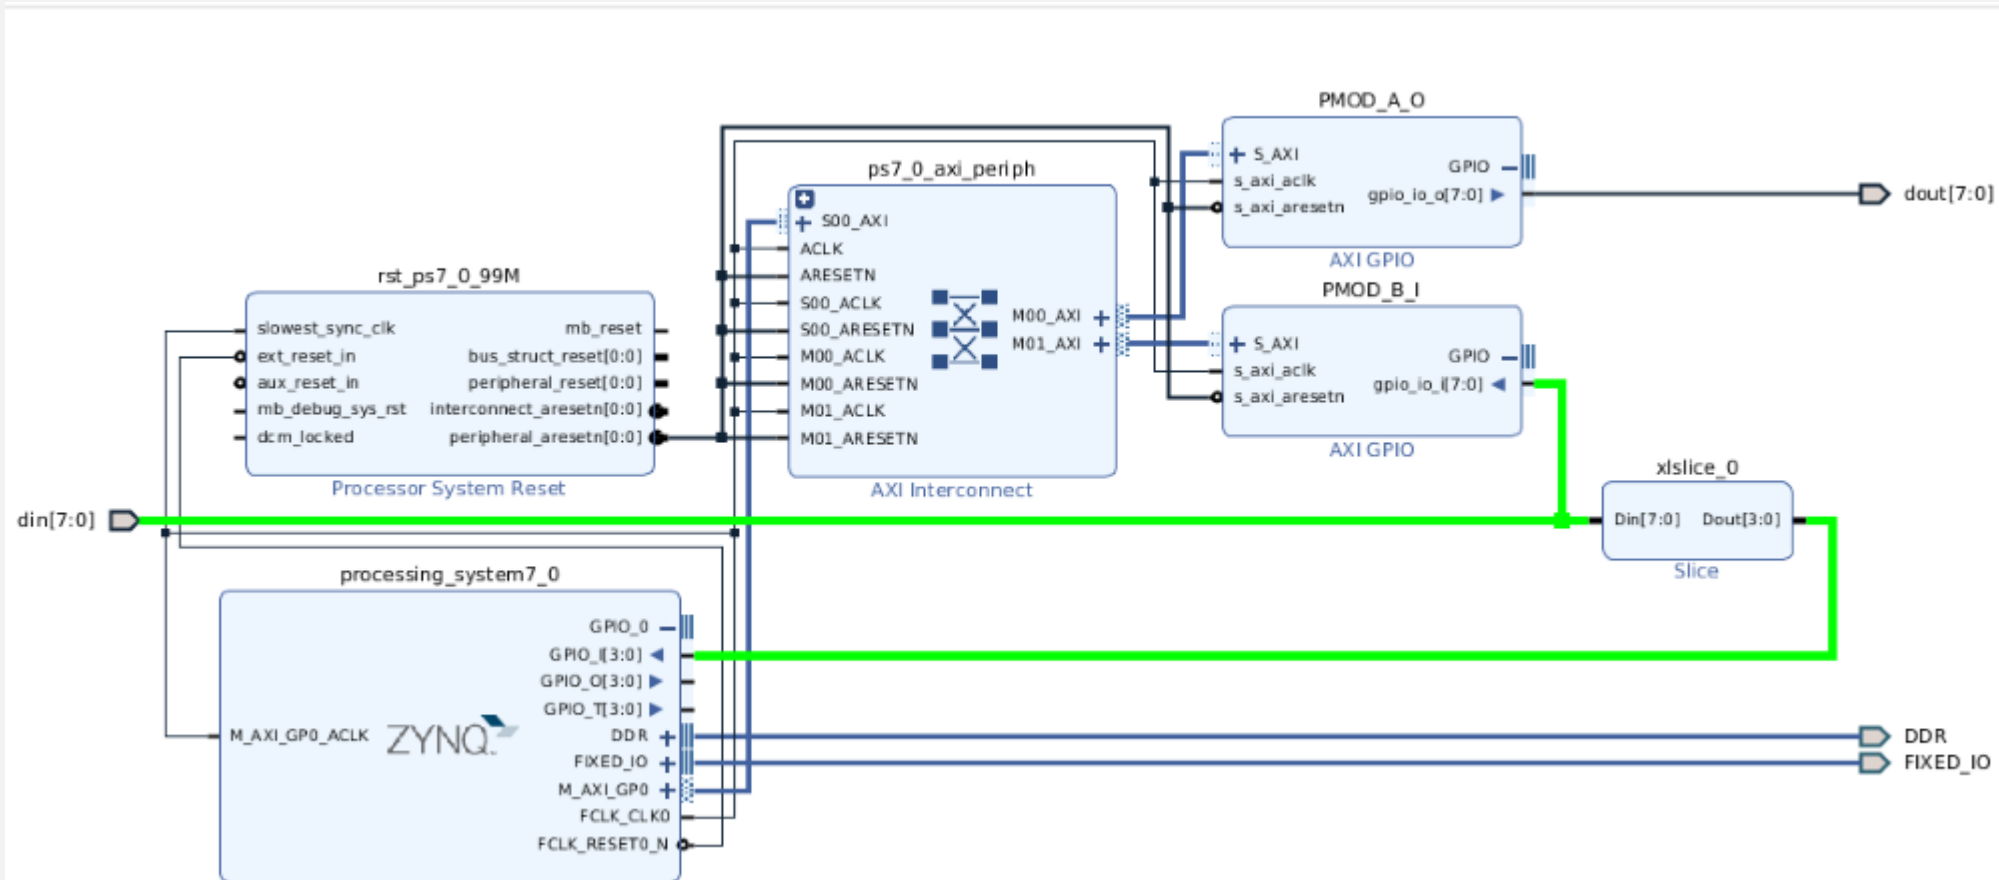 PMOD_A_O
S_AXI
s_axi_aclk
s_axi_aresetn
GPIO
gpio_io_o[7:0]
AXI GPIO
dout[7:0]
ps7_0_axi_periph
S00_AXI
ACLK
ARESETN
S00_ACLK
S00_ARESETN
M00_ACLK
M00_ARESETN
M01_ACLK
M01_ARESETN
M00_AXI
M01_AXI
AXI Interconnect
PMOD_B_I
S_AXI
s_axi_aclk
s_axi_aresetn
GPIO
gpio_io_i[7:0]
AXI GPIO
rst_ps7_0_99M
slowest_sync_clk
ext_reset_in
aux_reset_in
mb_debug_sys_rst
dcm_locked
mb_reset
bus_struct_reset[0:0]
peripheral_reset[0:0]
interconnect_aresetn[0:0]
peripheral_aresetn[0:0]
Processor System Reset
xlslice_0
Din[7:0] Dout[3:0]
Slice
din[7:0]
processing_system7_0
GPIO_0
GPIO_I[3:0]
GPIO_O[3:0]
GPIO_T[3:0]
M_AXI_GP0_ACLK
ZYNQ
DDR
FIXED_IO
M_AXI_GP0
FCLK_CLK0
FCLK_RESET0_N
DDR
FIXED_IO